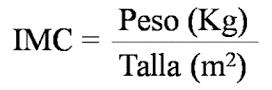 IMC = Peso (Kg)
Talla (m²)